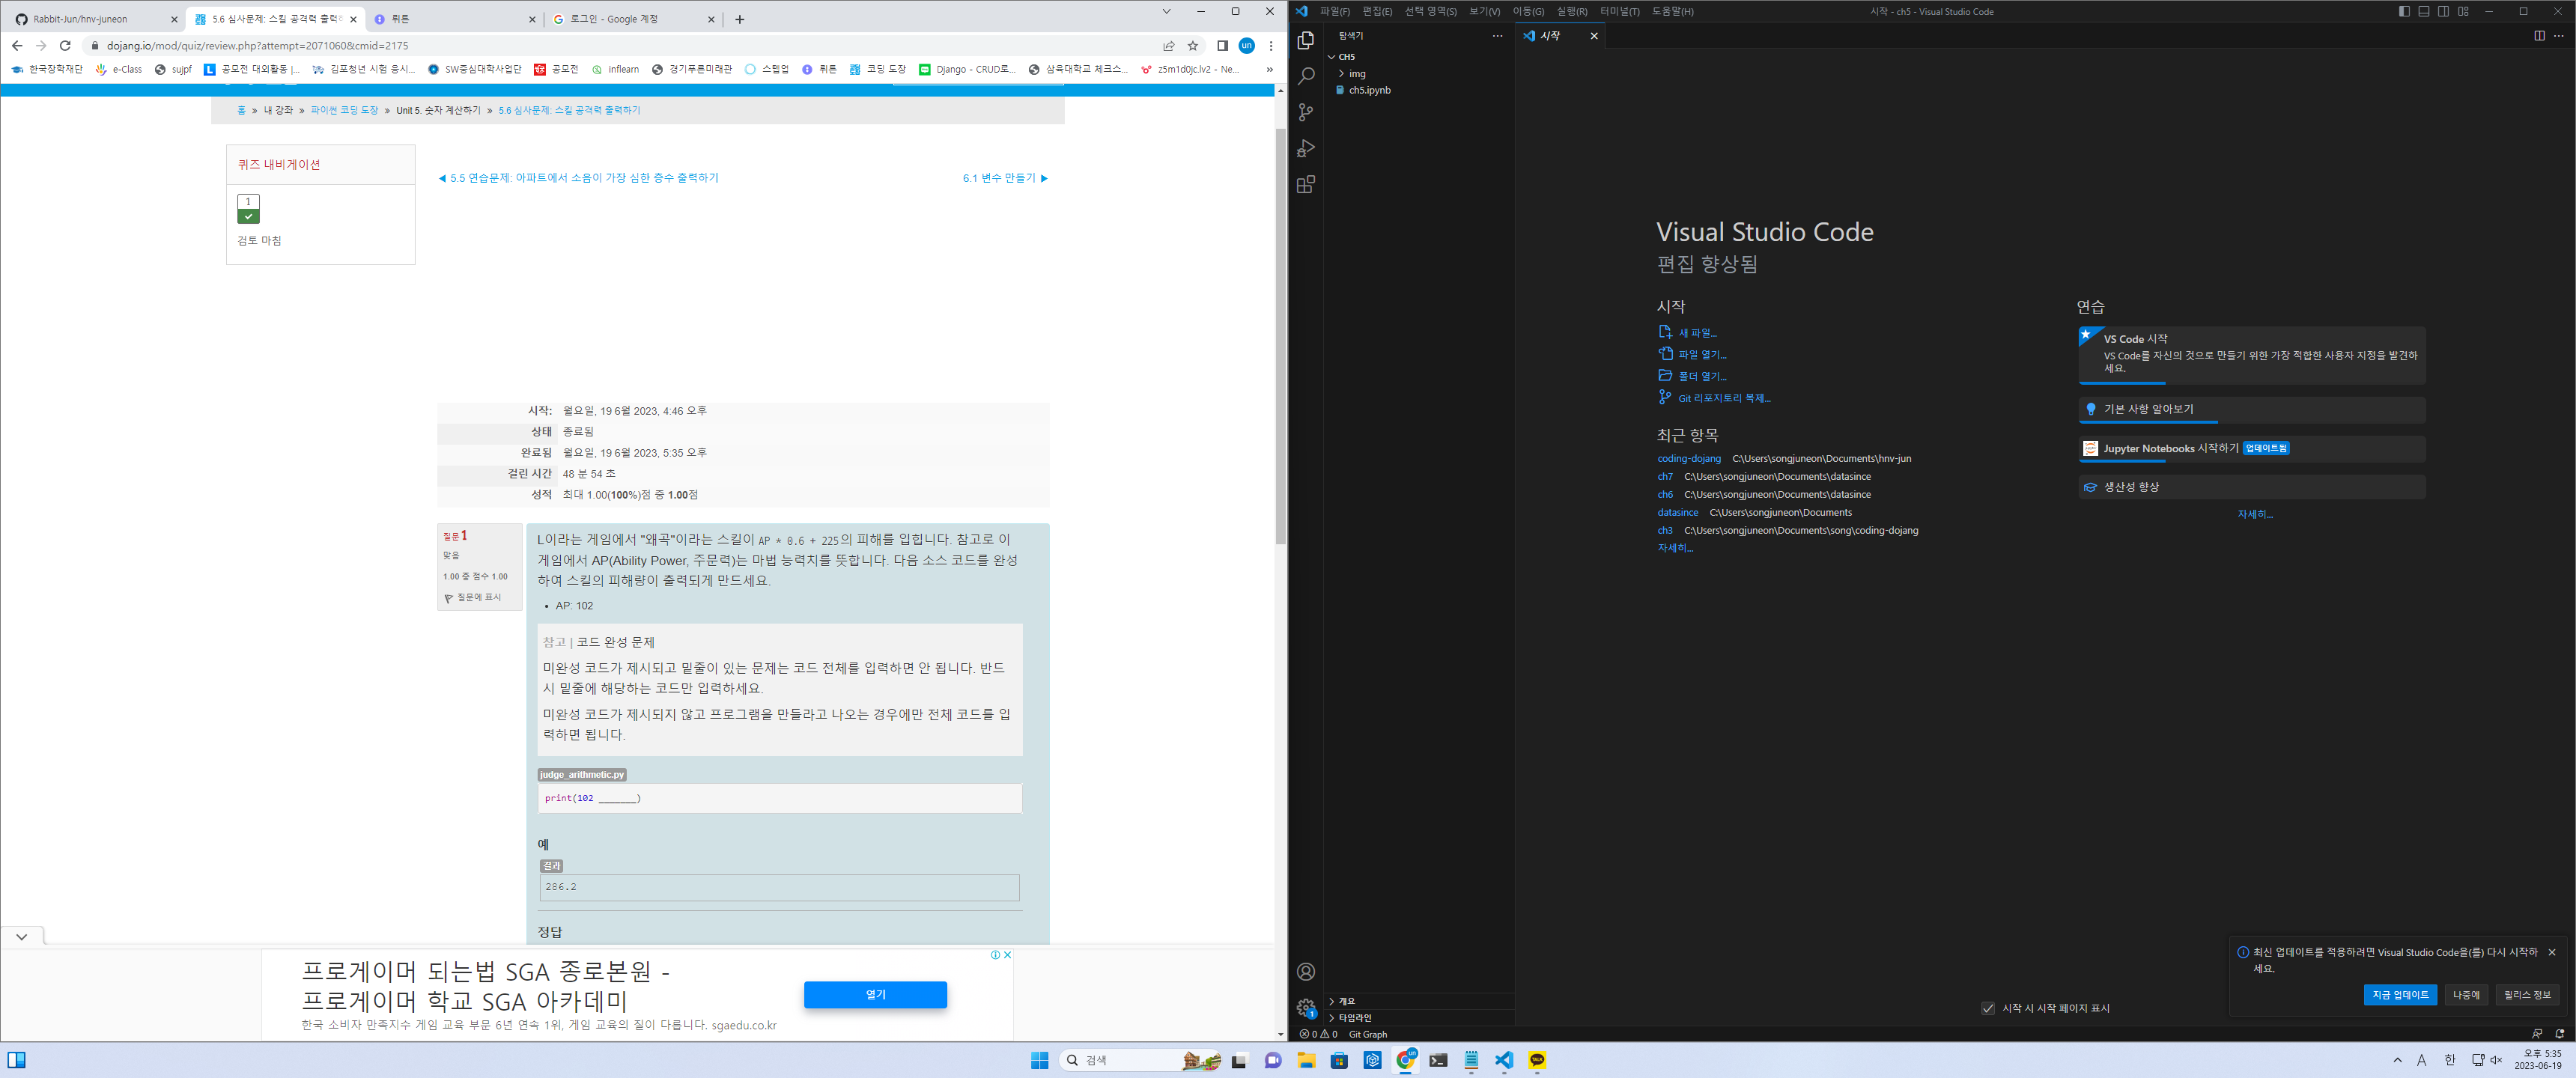 Rabbit-Jun/hnv-juneon
5.6 심사문제: 스킬 공격력 출력하
뤼튼
로그인 - Google 계정
dojang.io/mod/quiz/review.php?attempt=2071060&cmid=2175
un
한국장학재단
e-Class
sujpf
공모전 대외활동 |...
김포청년 시험 응시...
SW중심대학사업단
공모전
inflearn
경기푸른미래관
스텝업
뤼튼
코딩 도장
Django - CRUD로...
삼육대학교 체크스...
z5m1d0jc.lv2 - Ne...
»
홈 » 내 강좌 » 파이썬 코딩 도장 » Unit 5. 숫자 계산하기 » 5.6 심사문제: 스킬 공격력 출력하기
퀴즈 내비게이션
1
검토 마침
◀ 5.5 연습문제: 아파트에서 소음이 가장 심한 층수 출력하기
6.1 변수 만들기 ▶
시작: 월요일, 19 6월 2023, 4:46 오후
상태 종료됨
완료됨 월요일, 19 6월 2023, 5:35 오후
걸린 시간 48 분 54 초
성적 최대 1.00(100%)점 중 1.00점
질문 1
맞음
1.00 중 점수 1.00
질문에 표시
L이라는 게임에서 "왜곡"이라는 스킬이 AP * 0.6 + 225의 피해를 입힙니다. 참고로 이
게임에서 AP(Ability Power, 주문력)는 마법 능력치를 뜻합니다. 다음 소스 코드를 완성
하여 스킬의 피해량이 출력되게 만드세요.
• AP: 102
참고 | 코드 완성 문제
미완성 코드가 제시되고 밑줄이 있는 문제는 코드 전체를 입력하면 안 됩니다. 반드
시 밑줄에 해당하는 코드만 입력하세요.
미완성 코드가 제시되지 않고 프로그램을 만들라고 나오는 경우에만 전체 코드를 입
력하면 됩니다.
judge_arithmetic.py
print(102 _______)
예
결과
286.2
정답
프로게이머 되는법 SGA 종로본원 -
프로게이머 학교 SGA 아카데미
한국 소비자 만족지수 게임 교육 부문 6년 연속 1위, 게임 교육의 질이 다릅니다. sgaedu.co.kr
열기
파일(F) 편집(E) 선택 영역(S) 보기(V) 이동(G) 실행(R) 터미널(T) 도움말(H)
시작 - ch5 - Visual Studio Code
탐색기
CH5
img
ch5.ipynb
시작
Visual Studio Code
편집 향상됨
시작
새 파일...
파일 열기...
폴더 열기...
Git 리포지토리 복제...
최근 항목
coding-dojang C:\Users\songjuneon\Documents\hnv-jun
ch7 C:\Users\songjuneon\Documents\datasince
ch6 C:\Users\songjuneon\Documents\datasince
datasince C:\Users\songjuneon\Documents
ch3 C:\Users\songjuneon\Documents\song\coding-dojang
자세히...
연습
VS Code 시작
VS Code를 자신의 것으로 만들기 위한 가장 적합한 사용자 지정을 발견하
세요.
기본 사항 알아보기
Jupyter Notebooks 시작하기 업데이트됨
생산성 향상
자세히...
최신 업데이트를 적용하려면 Visual Studio Code을(를) 다시 시작하
세요.
지금 업데이트
나중에
릴리스 정보
시작 시 시작 페이지 표시
개요
타임라인
1
0 0 Git Graph
검색
un
TALK
A
한
오후 5:35
2023-06-19